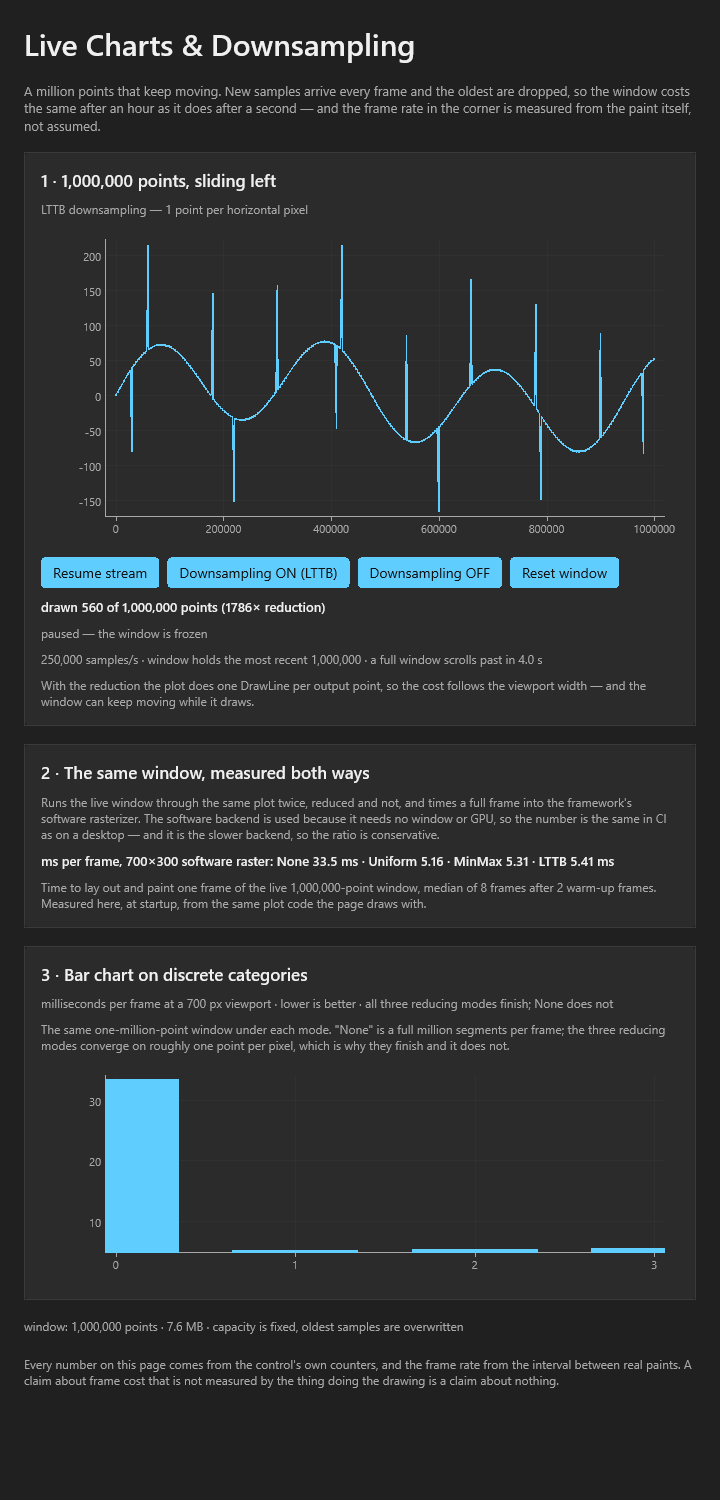 Live Charts & Downsampling
A million points that keep moving. New samples arrive every frame and the oldest are dropped, so the window costs
the same after an hour as it does after a second — and the frame rate in the corner is measured from the paint itself,
not assumed.
1 · 1,000,000 points, sliding left
LTTB downsampling — 1 point per horizontal pixel
200
150
100
50
0
-50
-100
-150
0 200000 400000 600000 800000 1000000
Resume stream Downsampling ON (LTTB) Downsampling OFF Reset window
drawn 560 of 1,000,000 points (1786× reduction)
paused — the window is frozen
250,000 samples/s · window holds the most recent 1,000,000 · a full window scrolls past in 4.0 s
With the reduction the plot does one DrawLine per output point, so the cost follows the viewport width — and the
window can keep moving while it draws.
2 · The same window, measured both ways
Runs the live window through the same plot twice, reduced and not, and times a full frame into the framework's
software rasterizer. The software backend is used because it needs no window or GPU, so the number is the same in CI
as on a desktop — and it is the slower backend, so the ratio is conservative.
ms per frame, 700×300 software raster: None 33.5 ms · Uniform 5.16 · MinMax 5.31 · LTTB 5.41 ms
Time to lay out and paint one frame of the live 1,000,000-point window, median of 8 frames after 2 warm-up frames.
Measured here, at startup, from the same plot code the page draws with.
3 · Bar chart on discrete categories
milliseconds per frame at a 700 px viewport · lower is better · all three reducing modes finish; None does not
The same one-million-point window under each mode. "None" is a full million segments per frame; the three reducing
modes converge on roughly one point per pixel, which is why they finish and it does not.
30
20
10
0 1 2 3
window: 1,000,000 points · 7.6 MB · capacity is fixed, oldest samples are overwritten
Every number on this page comes from the control's own counters, and the frame rate from the interval between real paints. A
claim about frame cost that is not measured by the thing doing the drawing is a claim about nothing.